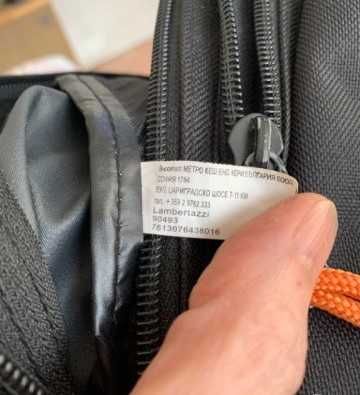 Вносител: МЕТРО КЕШ ЕНД КЕРИ БЪЛГАРИЯ ЕООД
СОФИЯ 1784
БУЛ. ЦАРИГРАДСКО ШОСЕ 7-11 КМ
тел. + 359 2 9762 333
Lambertazzi
90493
7613076438016